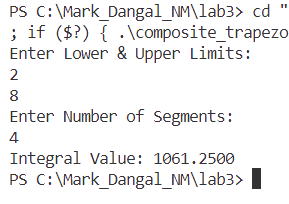 PS C:\Mark_Dangal_NM\lab3> cd "
; if ($?) { .\composite_trapezo
Enter Lower & Upper Limits:
2
8
Enter Number of Segments:
4
Integral Value: 1061.2500
PS C:\Mark_Dangal_NM\lab3>